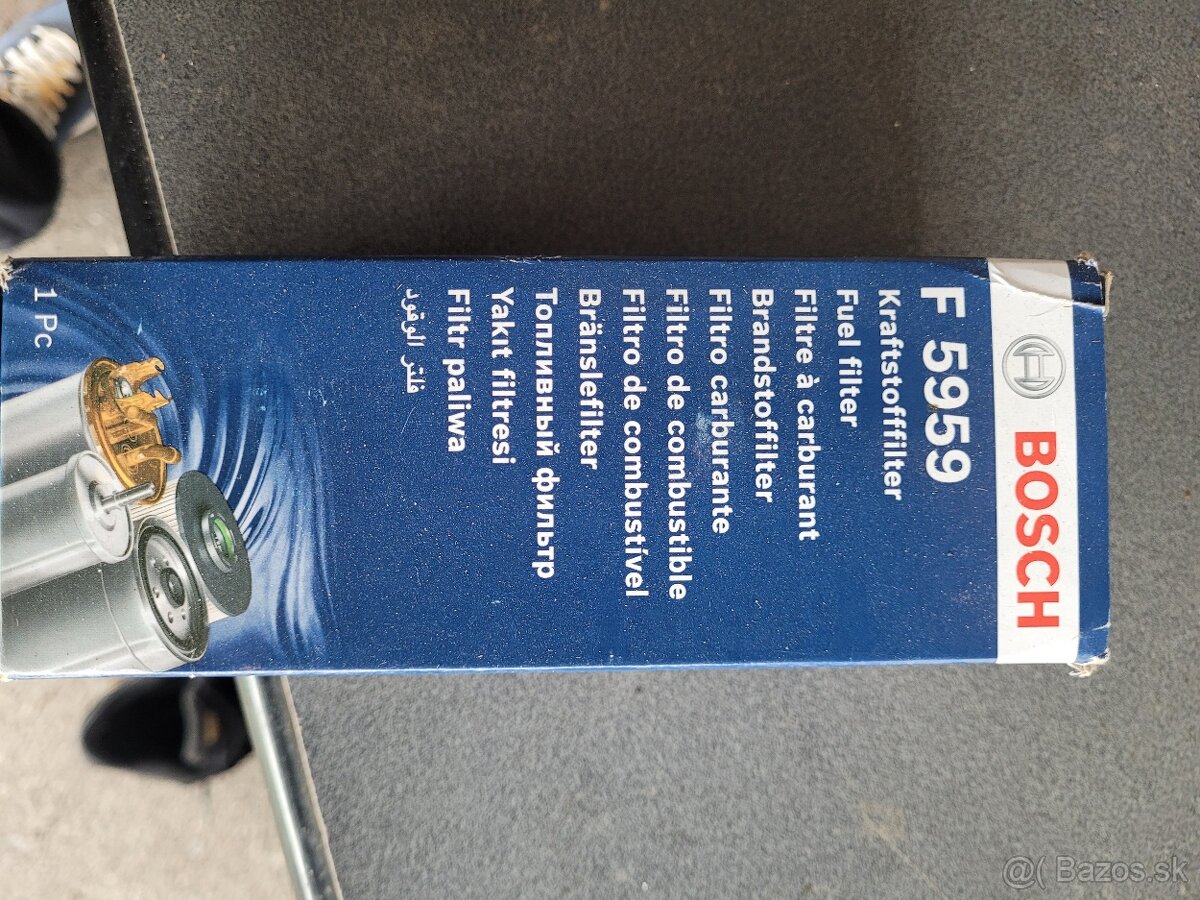 BOSCH
F 5959
Kraftstofffilter
Fuel filter
Filtre à carburant
Brandstoffilter
Filtro carburante
Filtro de combustible
Filtro de combustível
Bränslefilter
Топливный фильтр
Yakıt filtresi
Filtr paliwa
فلتر الوقود
1 Pc
@( Bazos.sk